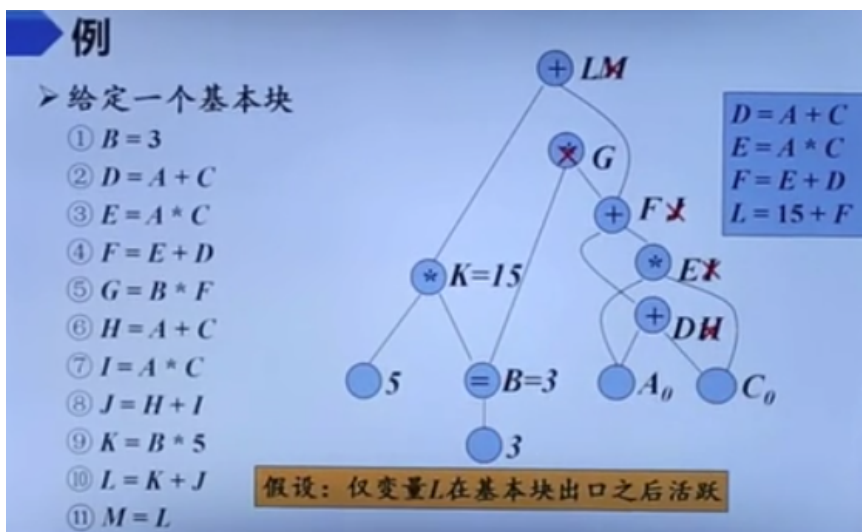 例
➢ 给定一个基本块
① B = 3
② D = A + C
③ E = A * C
④ F = E + D
⑤ G = B * F
⑥ H = A + C
⑦ I = A * C
⑧ J = H + I
⑨ K = B * 5
⑩ L = K + J
⑪ M = L
+ LM
* G
+ FJ
* EI
+ DH
* K=15
5
= B=3
A₀
C₀
3
D = A + C
E = A * C
F = E + D
L = 15 + F
假设：仅变量L在基本块出口之后活跃